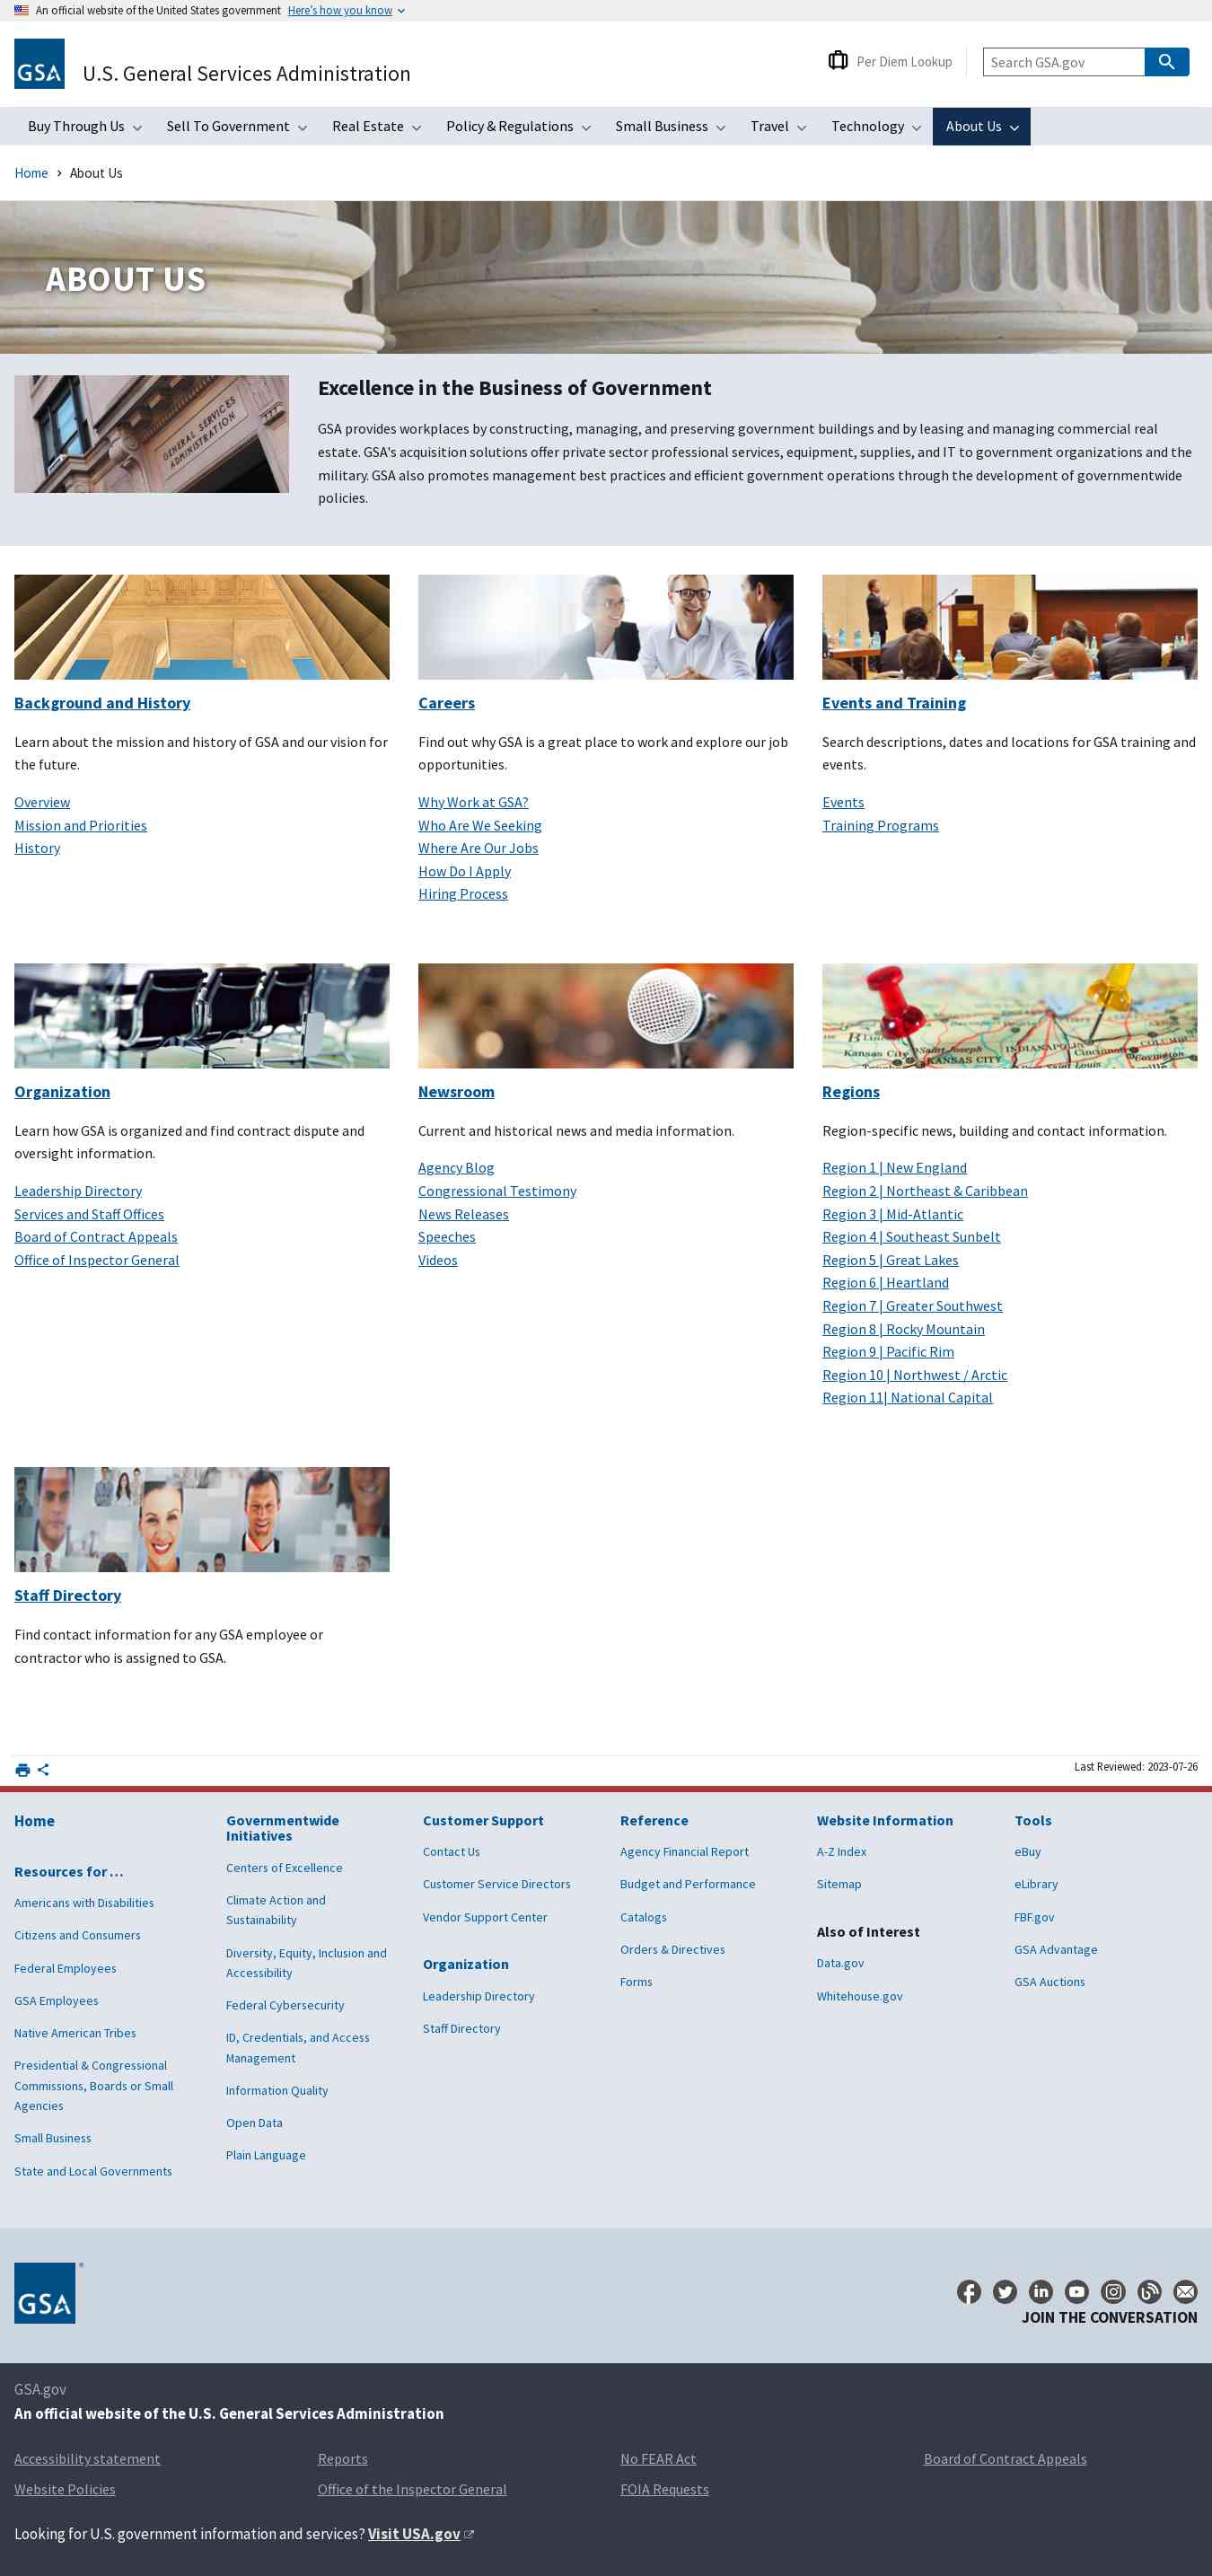 An official website of the United States government Here's how you know
GSA
U.S. General Services Administration
Per Diem Lookup
Search GSA.gov
Buy Through Us Sell To Government Real Estate Policy & Regulations Small Business Travel Technology About Us
Home › About Us
ABOUT US
GENERAL SERVICES
ADMINISTRATION
Excellence in the Business of Government
GSA provides workplaces by constructing, managing, and preserving government buildings and by leasing and managing commercial real
estate. GSA's acquisition solutions offer private sector professional services, equipment, supplies, and IT to government organizations and the
military. GSA also promotes management best practices and efficient government operations through the development of governmentwide
policies.
Background and History
Learn about the mission and history of GSA and our vision for
the future.
Overview
Mission and Priorities
History
Careers
Find out why GSA is a great place to work and explore our job
opportunities.
Why Work at GSA?
Who Are We Seeking
Where Are Our Jobs
How Do I Apply
Hiring Process
Events and Training
Search descriptions, dates and locations for GSA training and
events.
Events
Training Programs
Organization
Learn how GSA is organized and find contract dispute and
oversight information.
Leadership Directory
Services and Staff Offices
Board of Contract Appeals
Office of Inspector General
Newsroom
Current and historical news and media information.
Agency Blog
Congressional Testimony
News Releases
Speeches
Videos
Saint Joseph
Kansas City
KANSAS CITY
INDIANAPOLIS
Cincinnati
Covington
Saint Louis
Regions
Region-specific news, building and contact information.
Region 1 | New England
Region 2 | Northeast & Caribbean
Region 3 | Mid-Atlantic
Region 4 | Southeast Sunbelt
Region 5 | Great Lakes
Region 6 | Heartland
Region 7 | Greater Southwest
Region 8 | Rocky Mountain
Region 9 | Pacific Rim
Region 10 | Northwest / Arctic
Region 11| National Capital
Staff Directory
Find contact information for any GSA employee or
contractor who is assigned to GSA.
Last Reviewed: 2023-07-26
Home
Resources for …
Americans with Disabilities
Citizens and Consumers
Federal Employees
GSA Employees
Native American Tribes
Presidential & Congressional
Commissions, Boards or Small
Agencies
Small Business
State and Local Governments
Governmentwide
Initiatives
Centers of Excellence
Climate Action and
Sustainability
Diversity, Equity, Inclusion and
Accessibility
Federal Cybersecurity
ID, Credentials, and Access
Management
Information Quality
Open Data
Plain Language
Customer Support
Contact Us
Customer Service Directors
Vendor Support Center
Organization
Leadership Directory
Staff Directory
Reference
Agency Financial Report
Budget and Performance
Catalogs
Orders & Directives
Forms
Website Information
A-Z Index
Sitemap
Also of Interest
Data.gov
Whitehouse.gov
Tools
eBuy
eLibrary
FBF.gov
GSA Advantage
GSA Auctions
GSA
JOIN THE CONVERSATION
GSA.gov
An official website of the U.S. General Services Administration
Accessibility statement Reports No FEAR Act Board of Contract Appeals
Website Policies Office of the Inspector General FOIA Requests
Looking for U.S. government information and services? Visit USA.gov